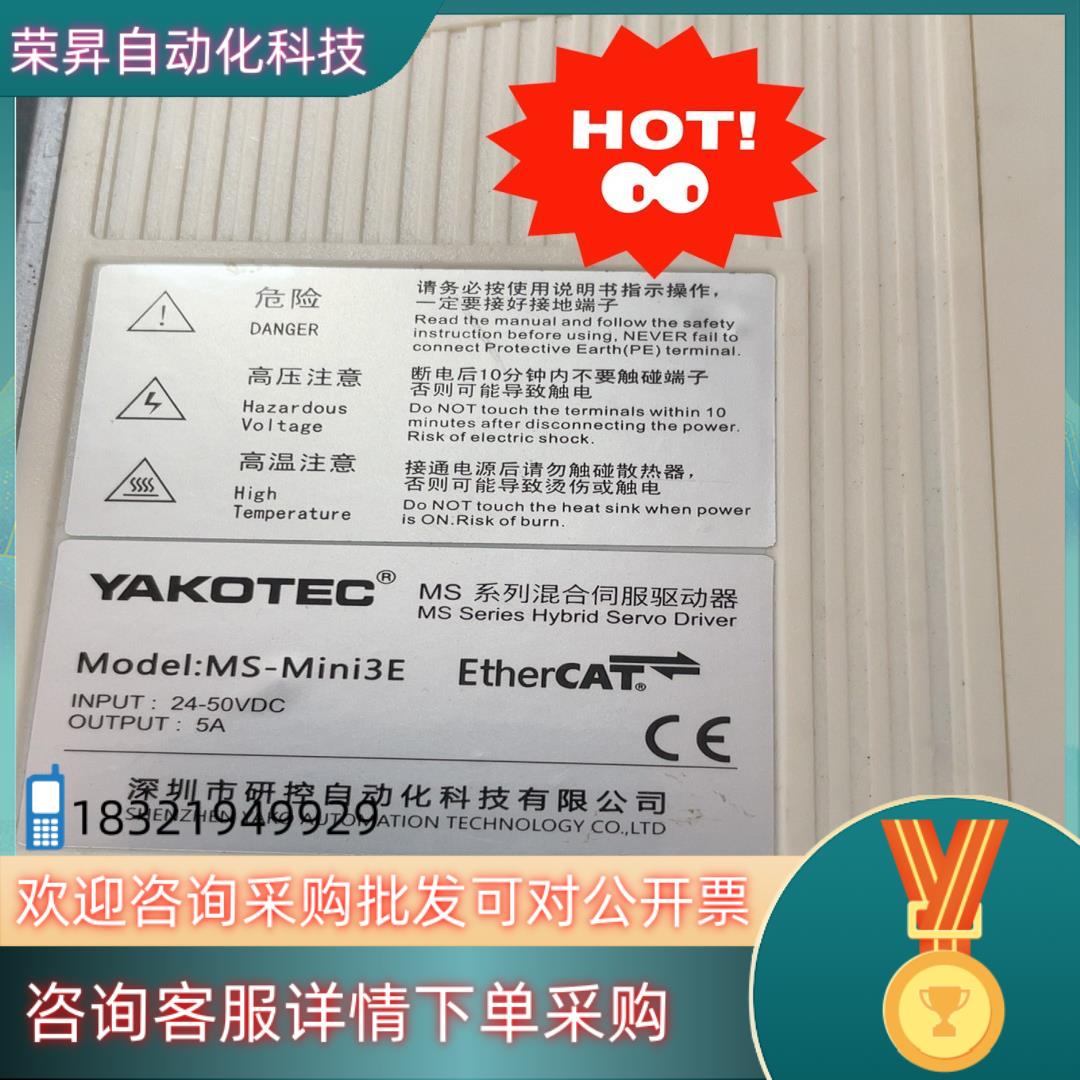 荣昇自动化科技
HOT!
危险
DANGER
请务必按使用说明书指示操作，
一定要接好接地端子
Read the manual and follow the safety
instruction before using, NEVER fail to
connect Protective Earth(PE) terminal.
高压注意
Hazardous
Voltage
断电后10分钟内不要触碰端子
否则可能导致触电
Do NOT touch the terminals within 10
minutes after disconnecting the power.
Risk of electric shock.
高温注意
High
Temperature
接通电源后请勿触碰散热器，
否则可能导致烫伤或触电
Do NOT touch the heat sink when power
is ON.Risk of burn.
YAKOTEC®
MS 系列混合伺服驱动器
MS Series Hybrid Servo Driver
Model:MS-Mini3E
EtherCAT®
INPUT : 24-50VDC
OUTPUT : 5A
CE
深圳市研控自动化科技有限公司
SHENZHEN YAKO AUTOMATION TECHNOLOGY CO.,LTD
18321949929
欢迎咨询采购批发可对公开票
咨询客服详情下单采购